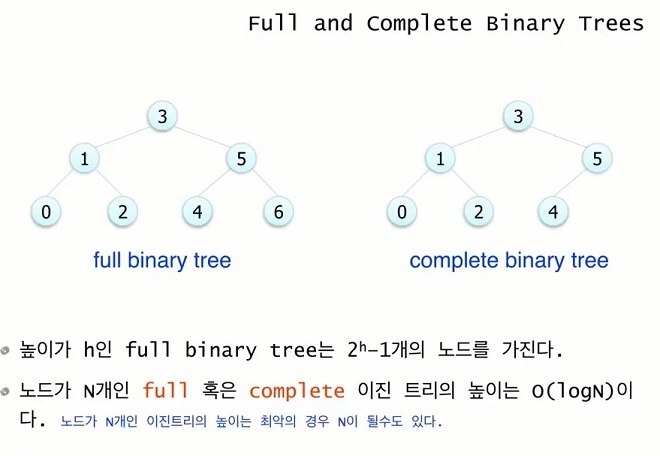 Full and Complete Binary Trees
3
1 5
0 2 4 6
full binary tree
3
1 5
0 2 4
complete binary tree
높이가 h인 full binary tree는 2ʰ−1개의 노드를 가진다.
노드가 N개인 full 혹은 complete 이진 트리의 높이는 O(logN)이
다. 노드가 N개인 이진트리의 높이는 최악의 경우 N이 될수도 있다.